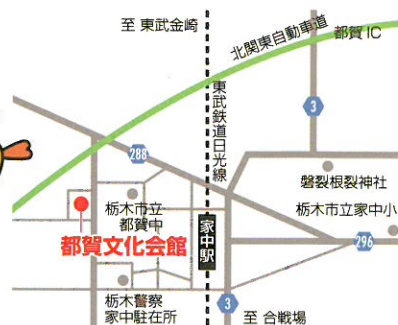 至 東武金崎
北関東自動車道
都賀IC
東武鉄道日光線
3
288
磐裂根裂神社
栃木市立
都賀中
栃木市立家中小
都賀文化会館
家中駅
296
栃木警察
家中駐在所
3
至 合戦場